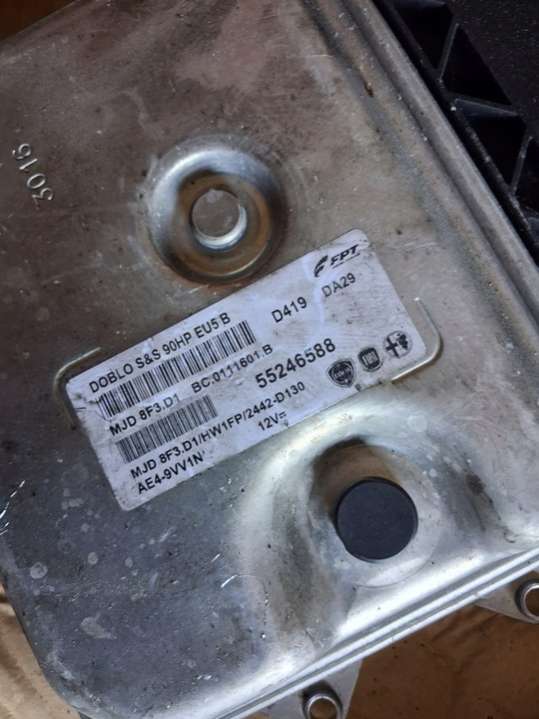 3016
FPT
DOBLO S&S 90HP EU5 B
D419 DA29
MJD 8F3.D1 BC.0111601.B
55246588
MJD 8F3.D1/HW1FP/2442-D130
AE4-9VV1N 12V=